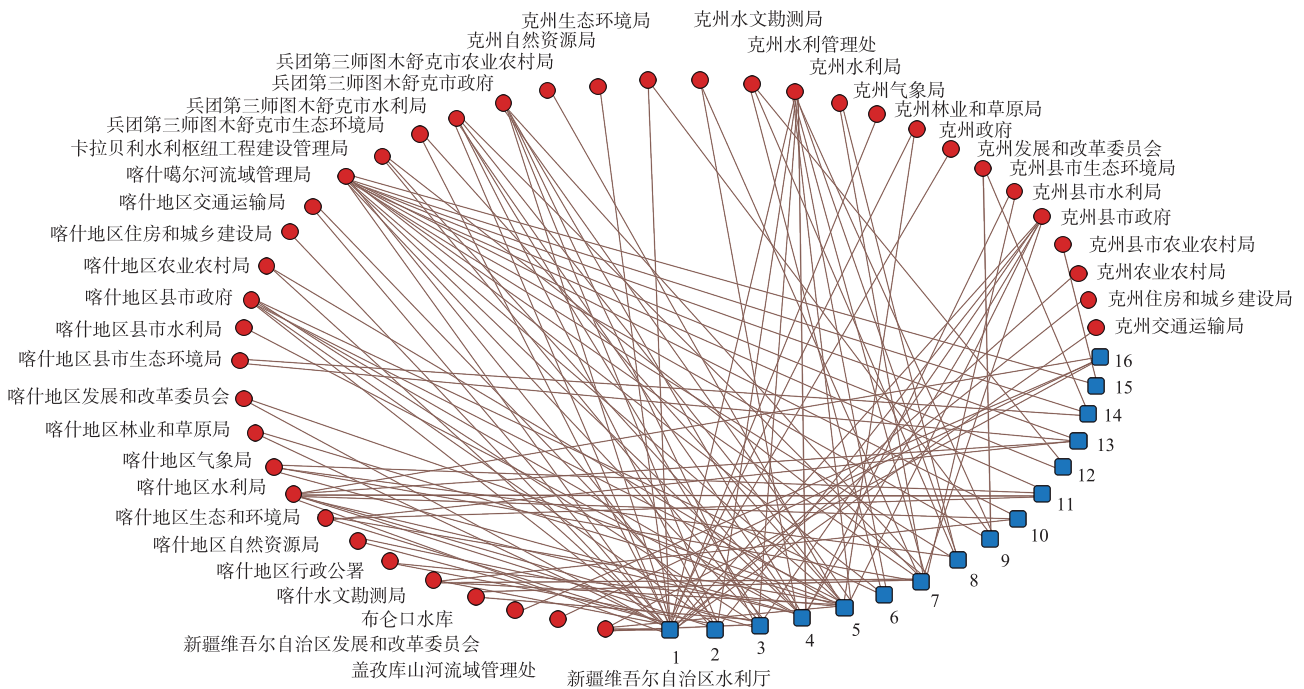 克州生态环境局
克州水文勘测局
克州自然资源局
克州水利管理处
兵团第三师图木舒克市农业农村局
克州水利局
兵团第三师图木舒克市政府
克州气象局
兵团第三师图木舒克市水利局
克州林业和草原局
兵团第三师图木舒克市生态环境局
克州政府
卡拉贝利水利枢纽工程建设管理局
克州发展和改革委员会
喀什噶尔河流域管理局
克州县市生态环境局
喀什地区交通运输局
克州县市水利局
喀什地区住房和城乡建设局
克州县市政府
喀什地区农业农村局
克州县市农业农村局
喀什地区县市政府
克州农业农村局
喀什地区县市水利局
克州住房和城乡建设局
喀什地区县市生态环境局
克州交通运输局
喀什地区发展和改革委员会
喀什地区林业和草原局
喀什地区气象局
喀什地区水利局
喀什地区生态和环境局
喀什地区自然资源局
喀什地区行政公署
喀什水文勘测局
布仑口水库
新疆维吾尔自治区发展和改革委员会
盖孜库山河流域管理处
新疆维吾尔自治区水利厅
1
2
3
4
5
6
7
8
9
10
11
12
13
14
15
16